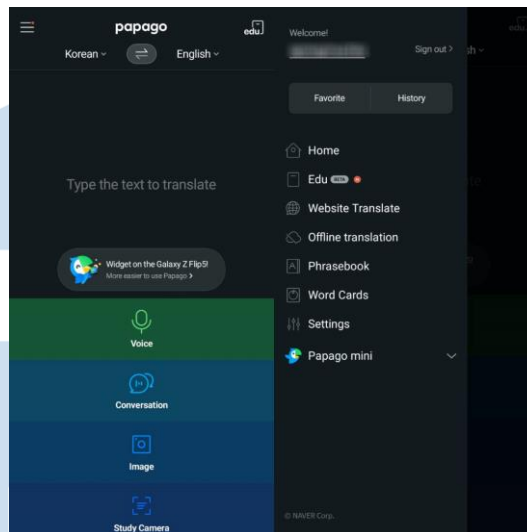 papago
edu
Korean
English
Type the text to translate
Widget on the Galaxy Z Flip5!
More easier to use Papago >
Voice
Conversation
Image
Study Camera
Welcome!
Sign out >
Favorite
History
Home
Edu BETA N
Website Translate
Offline translation
Phrasebook
Word Cards
Settings
Papago mini
© NAVER Corp.